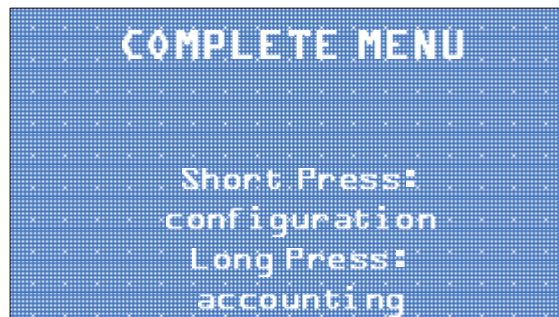 COMPLETE MENU
Short Press:
configuration
Long Press:
accounting